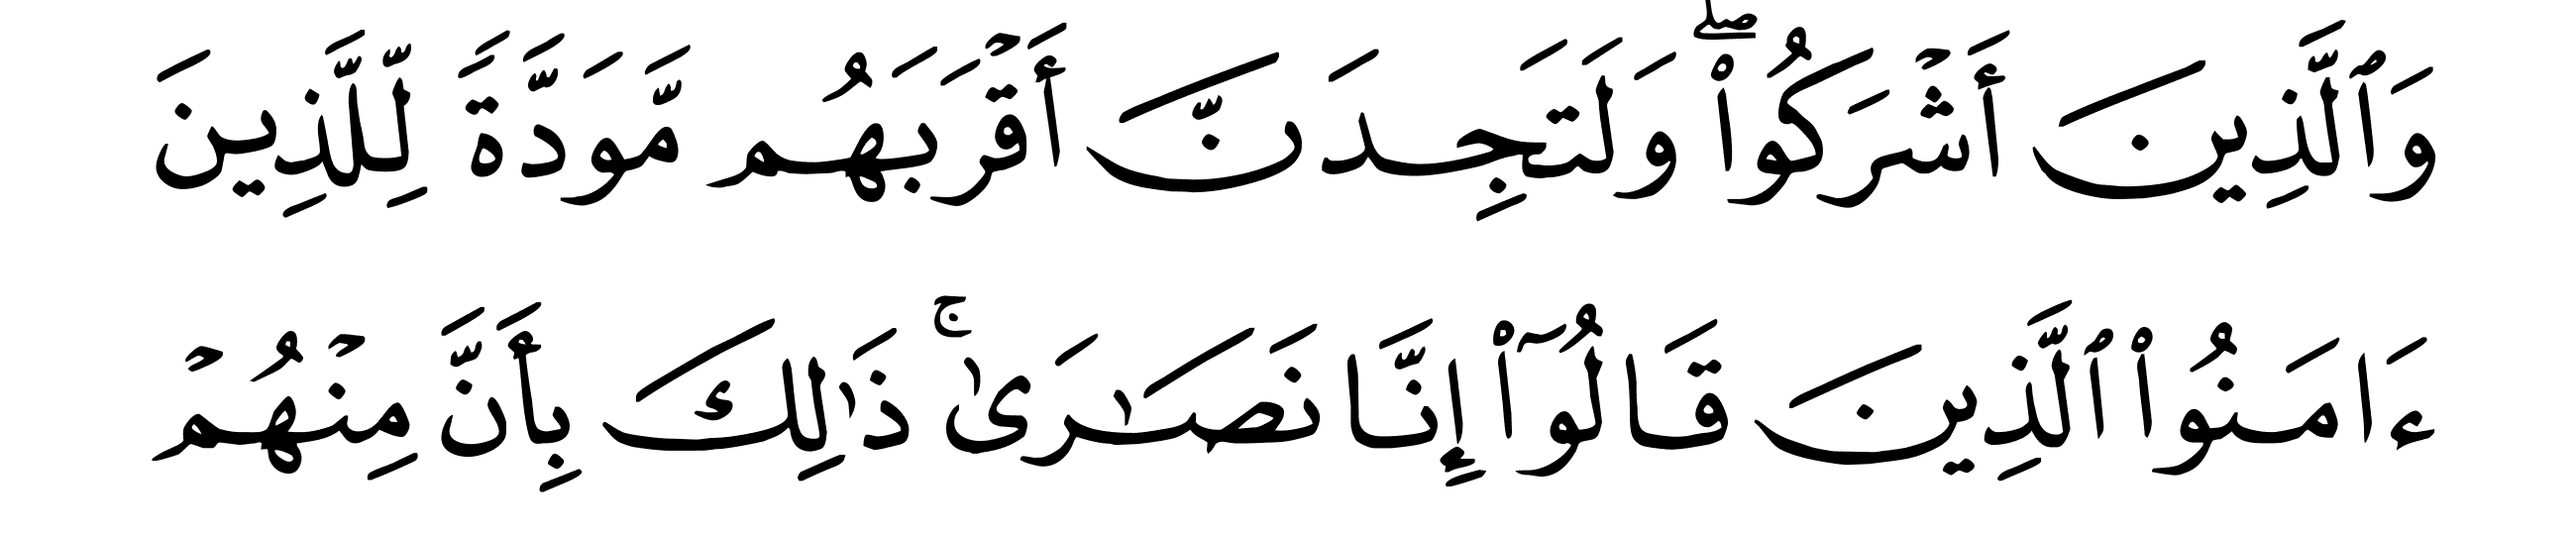 وَٱلَّذِينَ أَشۡرَكُواْۖ وَلَتَجِدَنَّ أَقۡرَبَهُم مَّوَدَّةٗ لِّلَّذِينَ
ءَامَنُواْ ٱلَّذِينَ قَالُوٓاْ إِنَّا نَصَٰرَىٰۚ ذَٰلِكَ بِأَنَّ مِنۡهُمۡ